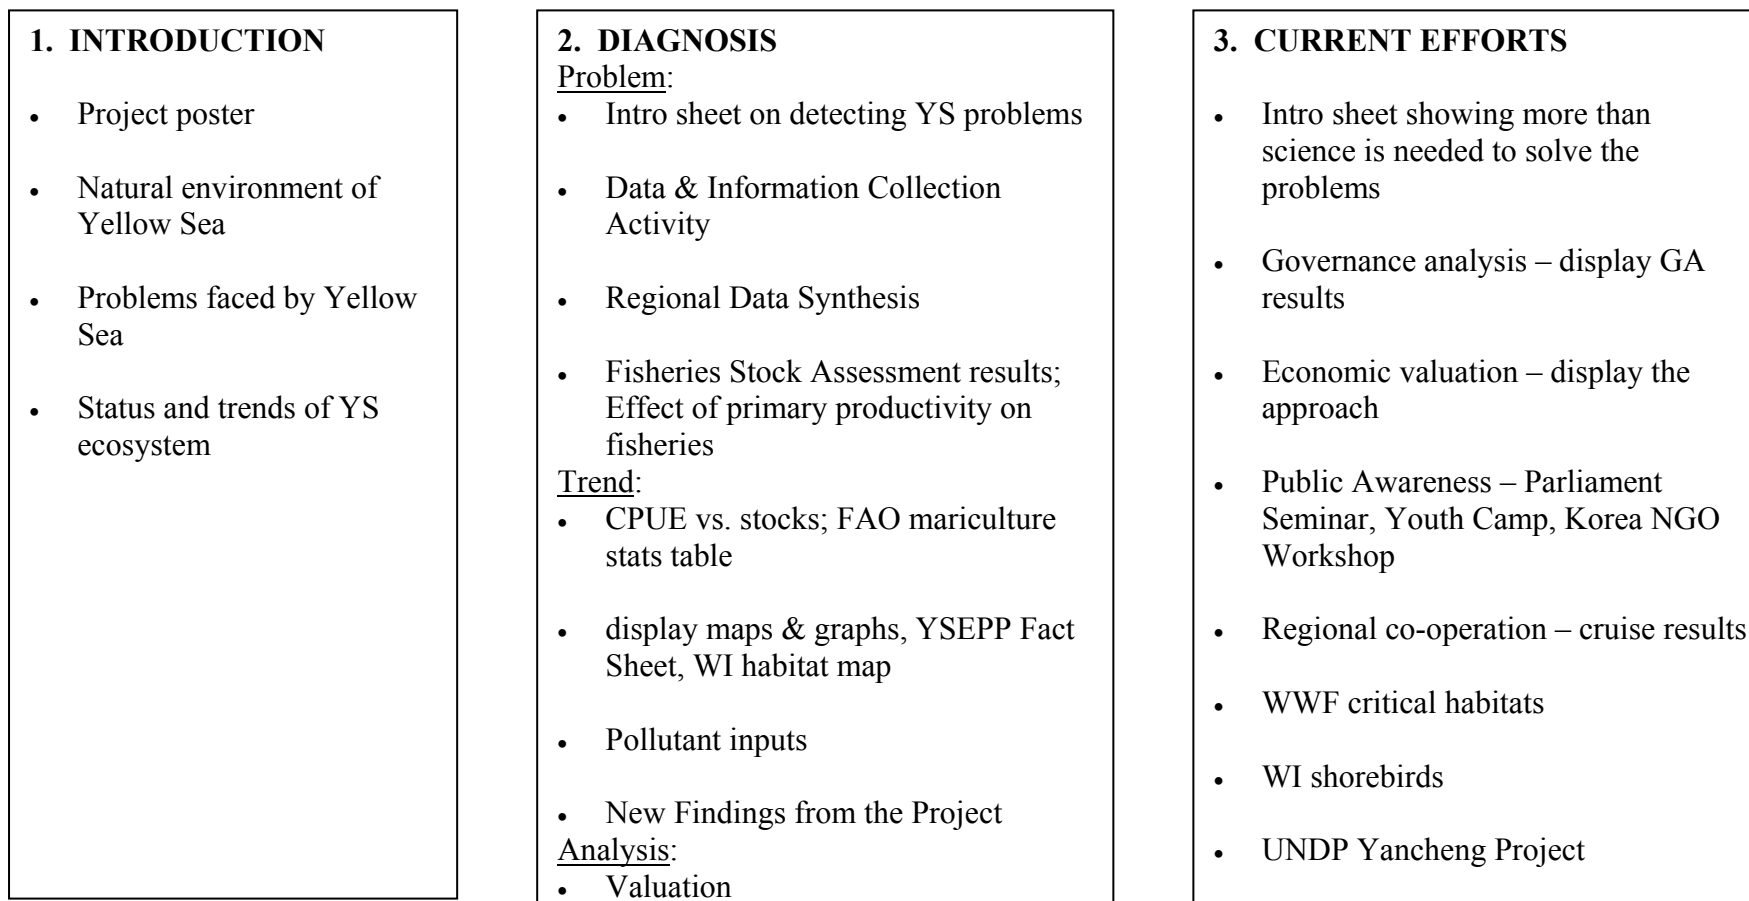 1. INTRODUCTION
• Project poster
• Natural environment of
Yellow Sea
• Problems faced by Yellow
Sea
• Status and trends of YS
ecosystem
2. DIAGNOSIS
Problem:
• Intro sheet on detecting YS problems
• Data & Information Collection
Activity
• Regional Data Synthesis
• Fisheries Stock Assessment results;
Effect of primary productivity on
fisheries
Trend:
• CPUE vs. stocks; FAO mariculture
stats table
• display maps & graphs, YSEPP Fact
Sheet, WI habitat map
• Pollutant inputs
• New Findings from the Project
Analysis:
• Valuation
3. CURRENT EFFORTS
• Intro sheet showing more than
science is needed to solve the
problems
• Governance analysis – display GA
results
• Economic valuation – display the
approach
• Public Awareness – Parliament
Seminar, Youth Camp, Korea NGO
Workshop
• Regional co-operation – cruise results
• WWF critical habitats
• WI shorebirds
• UNDP Yancheng Project